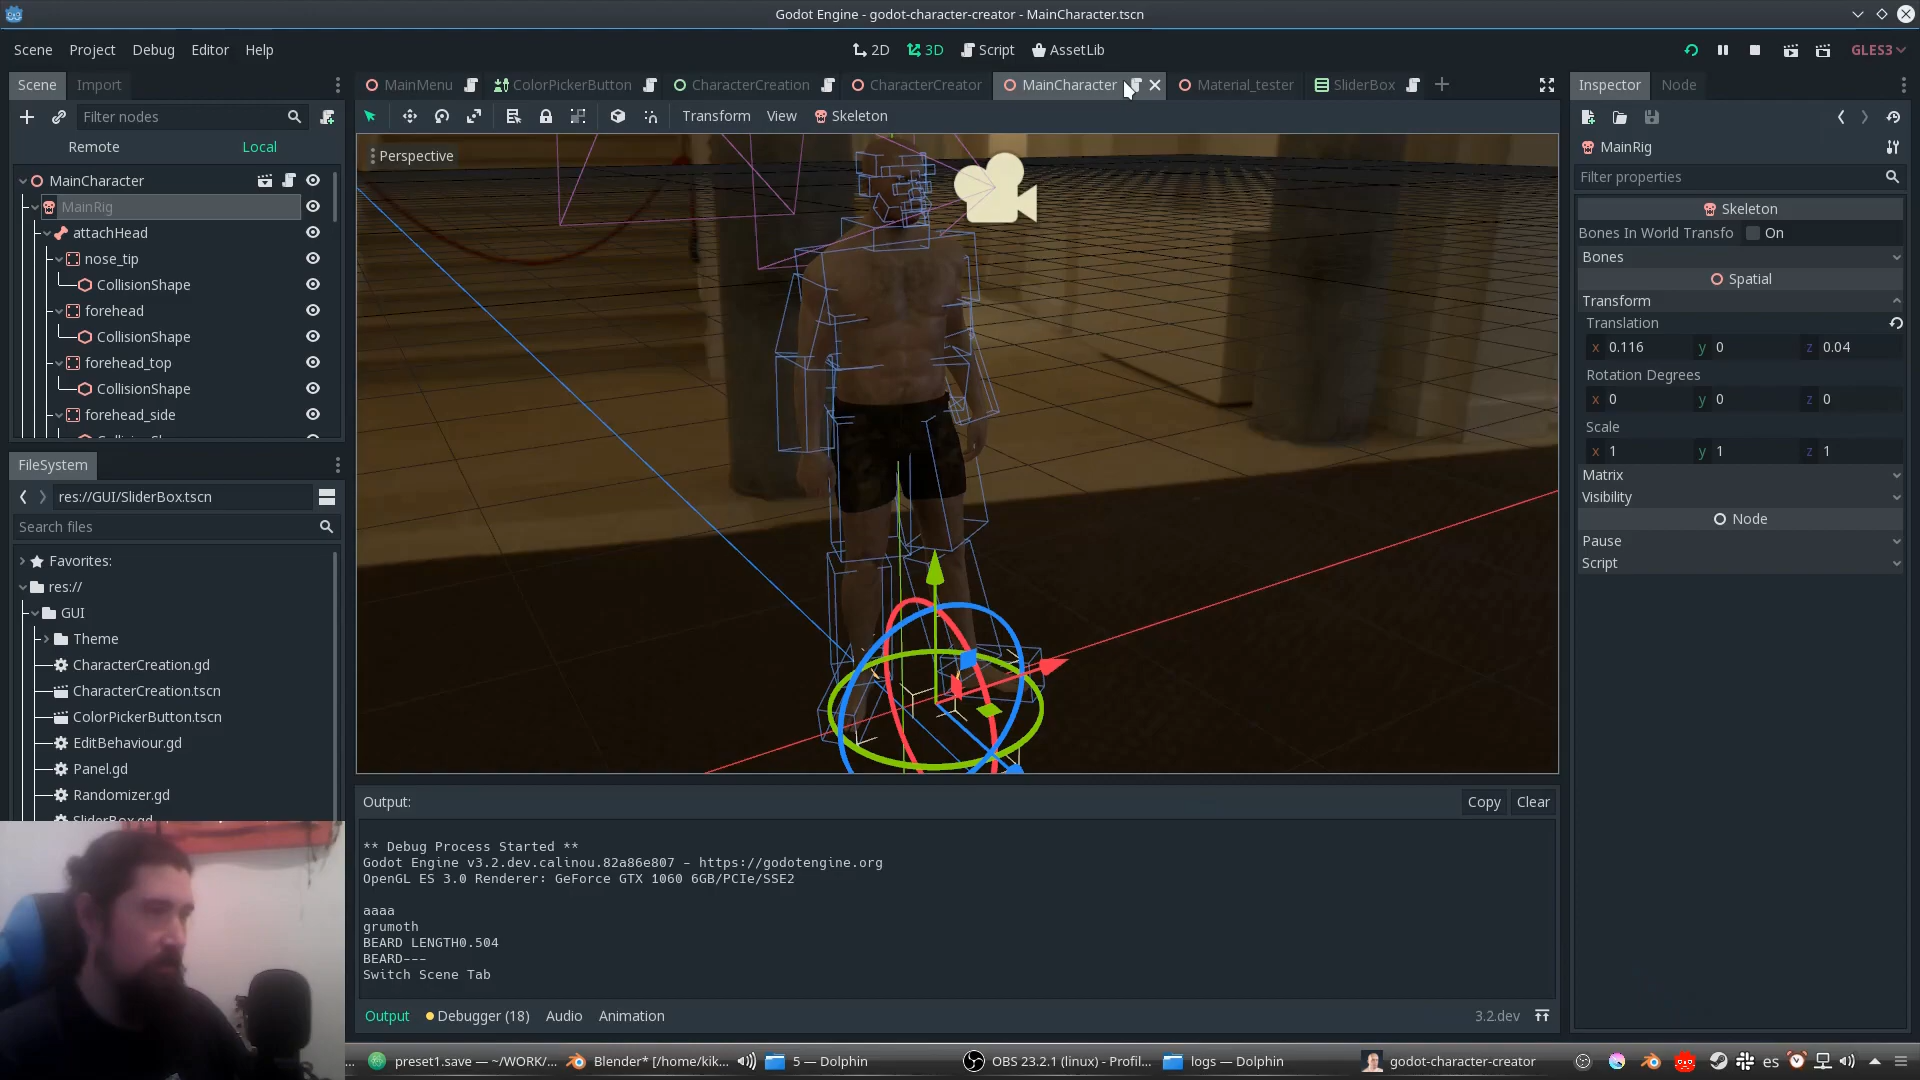 Godot Engine - godot-character-creator - MainCharacter.tscn
Scene Project Debug Editor Help
2D 3D Script AssetLib
GLES3
Scene Import
MainMenu ColorPickerButton CharacterCreation CharacterCreator MainCharacter Material_tester SliderBox
Inspector Node
Filter nodes
Transform View Skeleton
Remote Local
Perspective
MainRig
Filter properties
MainCharacter
MainRig
attachHead
nose_tip
CollisionShape
forehead
CollisionShape
forehead_top
CollisionShape
forehead_side
Skeleton
Bones In World Transfo On
Bones
Spatial
Transform
Translation
x 0.116 y 0 z 0.04
Rotation Degrees
x 0 y 0 z 0
Scale
x 1 y 1 z 1
Matrix
Visibility
Node
Pause
Script
FileSystem
res://GUI/SliderBox.tscn
Search files
Favorites:
res://
GUI
Theme
CharacterCreation.gd
CharacterCreation.tscn
ColorPickerButton.tscn
EditBehaviour.gd
Panel.gd
Randomizer.gd
SliderBox.gd
Output:
Copy Clear
** Debug Process Started **
Godot Engine v3.2.dev.calinou.82a86e807 - https://godotengine.org
OpenGL ES 3.0 Renderer: GeForce GTX 1060 6GB/PCIe/SSE2
aaaa
grumoth
BEARD LENGTH0.504
BEARD---
Switch Scene Tab
Output Debugger (18) Audio Animation
3.2.dev
... preset1.save — ~/WORK/... Blender* [/home/kik... 5 — Dolphin OBS 23.2.1 (linux) - Profil... logs — Dolphin godot-character-creator es